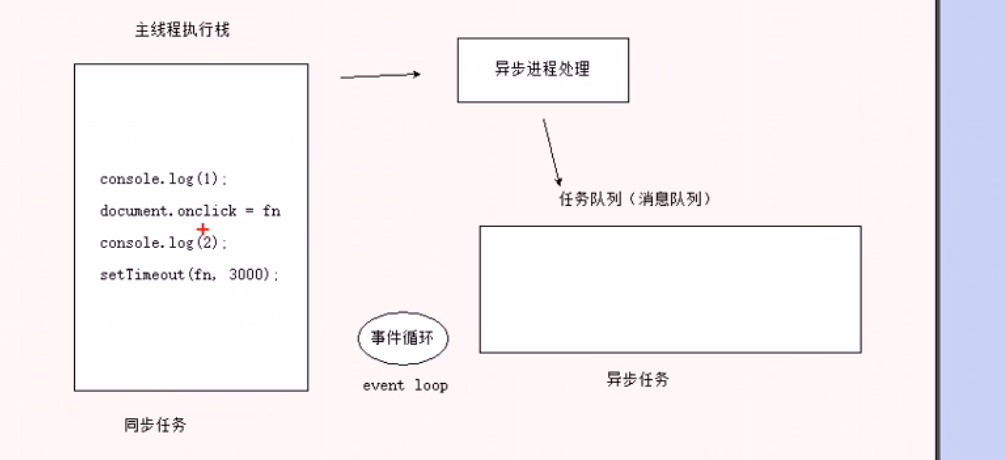 主线程执行栈
异步进程处理
console.log(1);
document.onclick = fn
console.log(2);
setTimeout(fn, 3000);
任务队列（消息队列）
事件循环
event loop
异步任务
同步任务